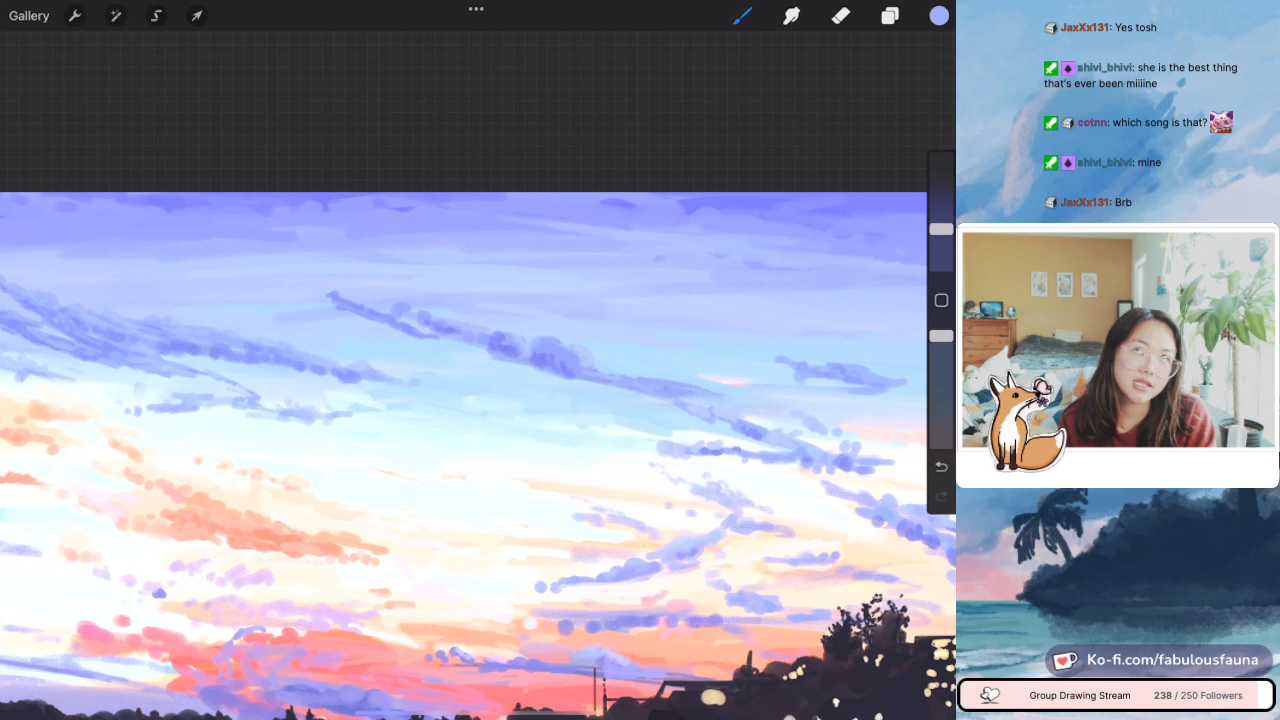 Gallery
JaxXx131: Yes tosh
shivi_bhivi: she is the best thing
that's ever been miiiine
cotnn: which song is that?
shivi_bhivi: mine
JaxXx131: Brb
Ko-fi.com/fabulousfauna
Group Drawing Stream 238 / 250 Followers